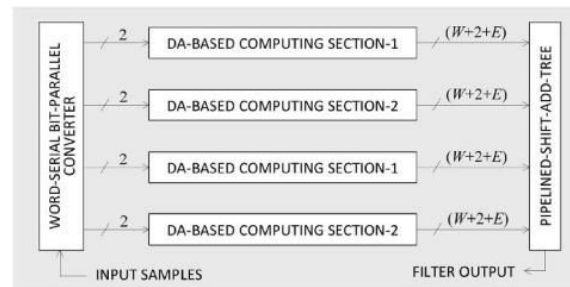 WORD-SERIAL BIT-PARALLEL
CONVERTER
2
DA-BASED COMPUTING SECTION-1
(W+2+E)
2
DA-BASED COMPUTING SECTION-2
(W+2+E)
2
DA-BASED COMPUTING SECTION-1
(W+2+E)
2
DA-BASED COMPUTING SECTION-2
(W+2+E)
PIPELINED-SHIFT-ADD-TREE
INPUT SAMPLES
FILTER OUTPUT